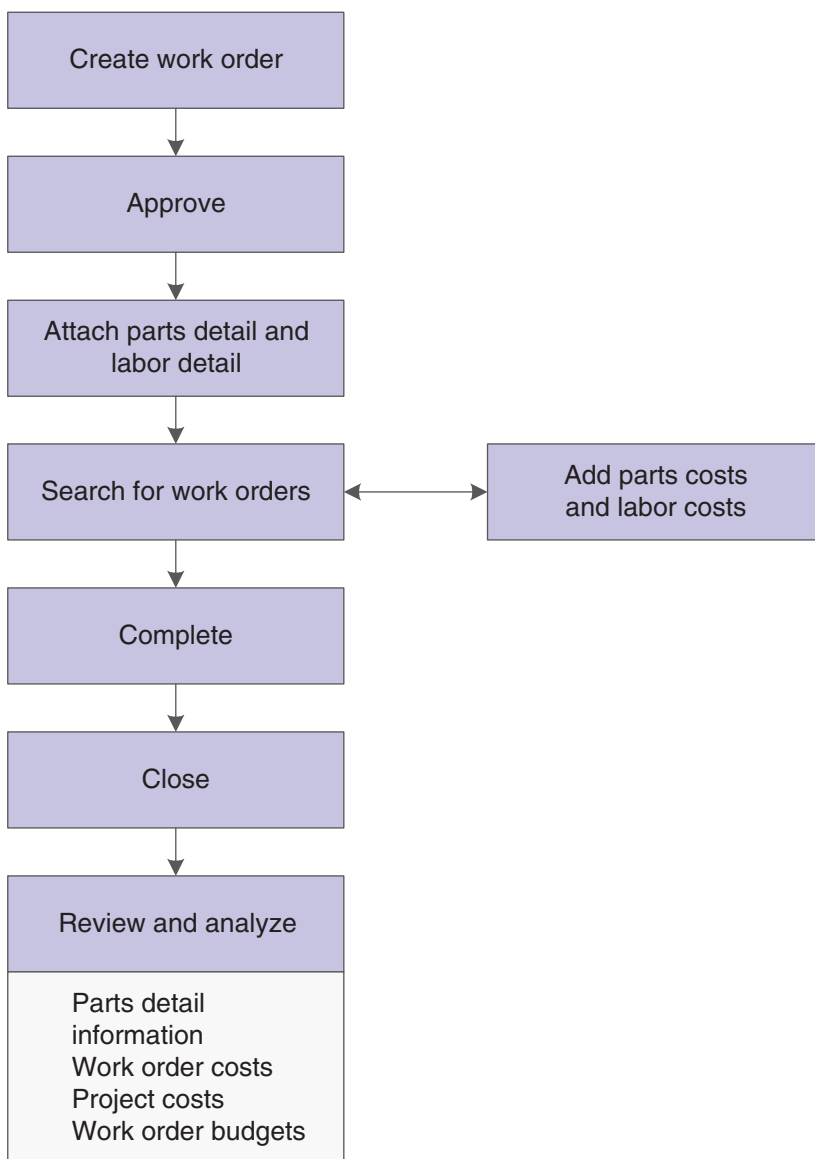 Create work order
Approve
Attach parts detail and
labor detail
Search for work orders
Add parts costs
and labor costs
Complete
Close
Review and analyze
Parts detail
information
Work order costs
Project costs
Work order budgets